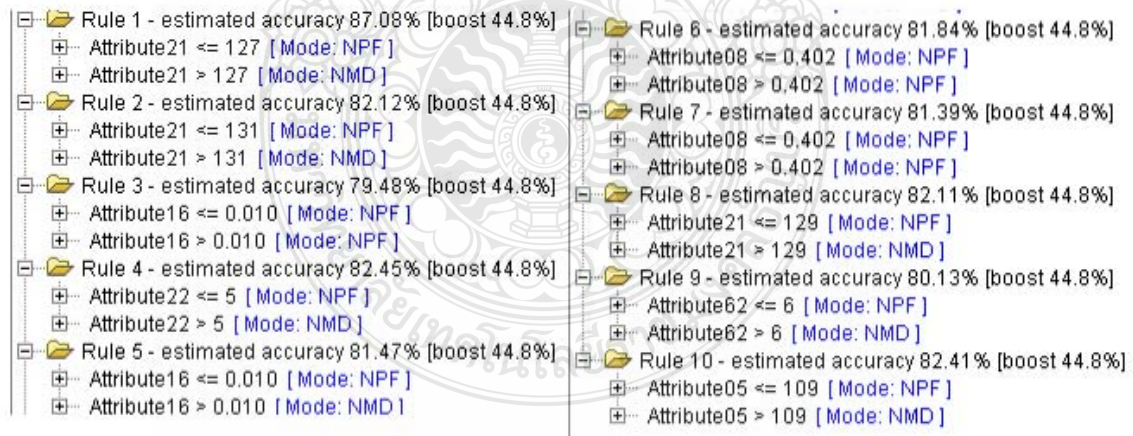 Rule 1 - estimated accuracy 87.08% [boost 44.8%]
Attribute21 <= 127 [Mode: NPF]
Attribute21 > 127 [Mode: NMD]
Rule 2 - estimated accuracy 82.12% [boost 44.8%]
Attribute21 <= 131 [Mode: NPF]
Attribute21 > 131 [Mode: NMD]
Rule 3 - estimated accuracy 79.48% [boost 44.8%]
Attribute16 <= 0.010 [Mode: NPF]
Attribute16 > 0.010 [Mode: NPF]
Rule 4 - estimated accuracy 82.45% [boost 44.8%]
Attribute22 <= 5 [Mode: NPF]
Attribute22 > 5 [Mode: NMD]
Rule 5 - estimated accuracy 81.47% [boost 44.8%]
Attribute16 <= 0.010 [Mode: NPF]
Attribute16 > 0.010 [Mode: NMD]
Rule 6 - estimated accuracy 81.84% [boost 44.8%]
Attribute08 <= 0.402 [Mode: NPF]
Attribute08 > 0.402 [Mode: NPF]
Rule 7 - estimated accuracy 81.39% [boost 44.8%]
Attribute08 <= 0.402 [Mode: NPF]
Attribute08 > 0.402 [Mode: NPF]
Rule 8 - estimated accuracy 82.11% [boost 44.8%]
Attribute21 <= 129 [Mode: NPF]
Attribute21 > 129 [Mode: NMD]
Rule 9 - estimated accuracy 80.13% [boost 44.8%]
Attribute62 <= 6 [Mode: NPF]
Attribute62 > 6 [Mode: NMD]
Rule 10 - estimated accuracy 82.41% [boost 44.8%]
Attribute05 <= 109 [Mode: NPF]
Attribute05 > 109 [Mode: NMD]